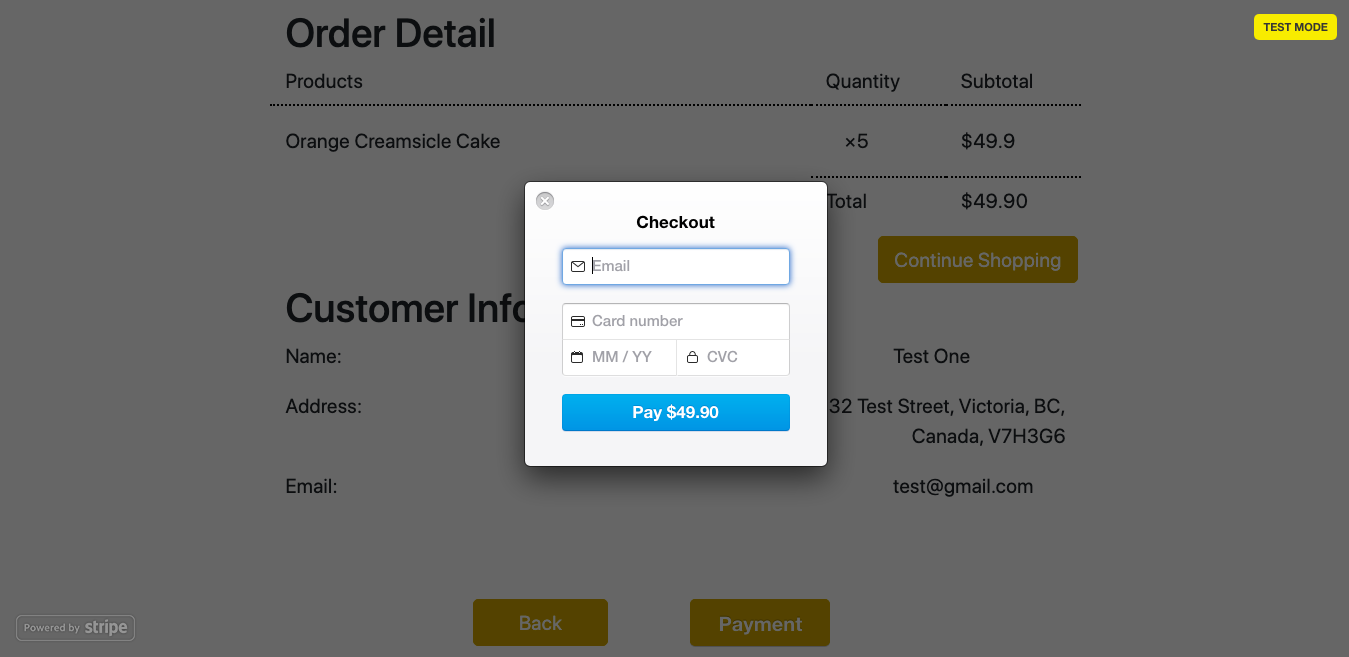 TEST MODE
Order Detail
Products Quantity Subtotal
Orange Creamsicle Cake ×5 $49.9
Total $49.90
Continue Shopping
Checkout
Email
Card number
MM / YY CVC
Pay $49.90
Customer Info
Name: Test One
Address: 32 Test Street, Victoria, BC,
Canada, V7H3G6
Email: test@gmail.com
Back Payment
Powered by stripe